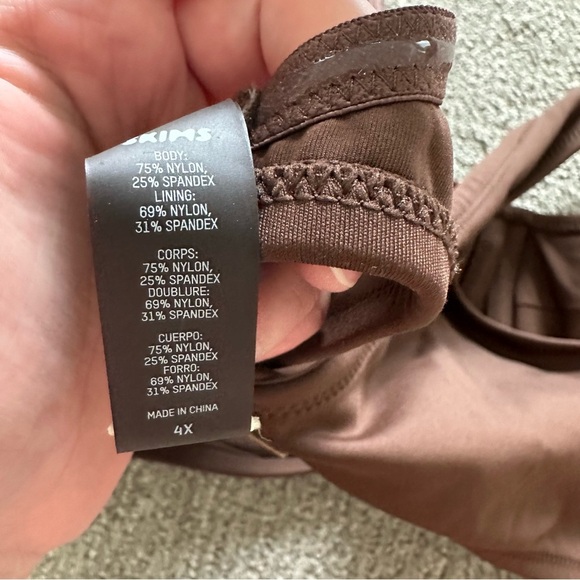 SKIMS
BODY:
75% NYLON,
25% SPANDEX
LINING:
69% NYLON,
31% SPANDEX
CORPS:
75% NYLON,
25% SPANDEX
DOUBLURE:
69% NYLON,
31% SPANDEX
CUERPO:
75% NYLON,
25% SPANDEX
FORRO:
69% NYLON,
31% SPANDEX
MADE IN CHINA
4X